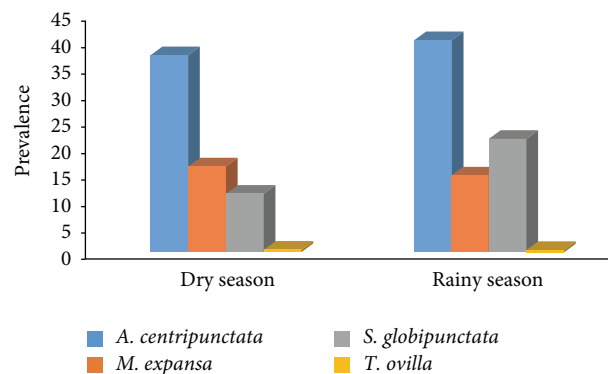 45
40
35
30
25
20
15
10
5
0
Prevalence
Dry season Rainy season
A. centripunctata S. globipunctata
M. expansa T. ovilla